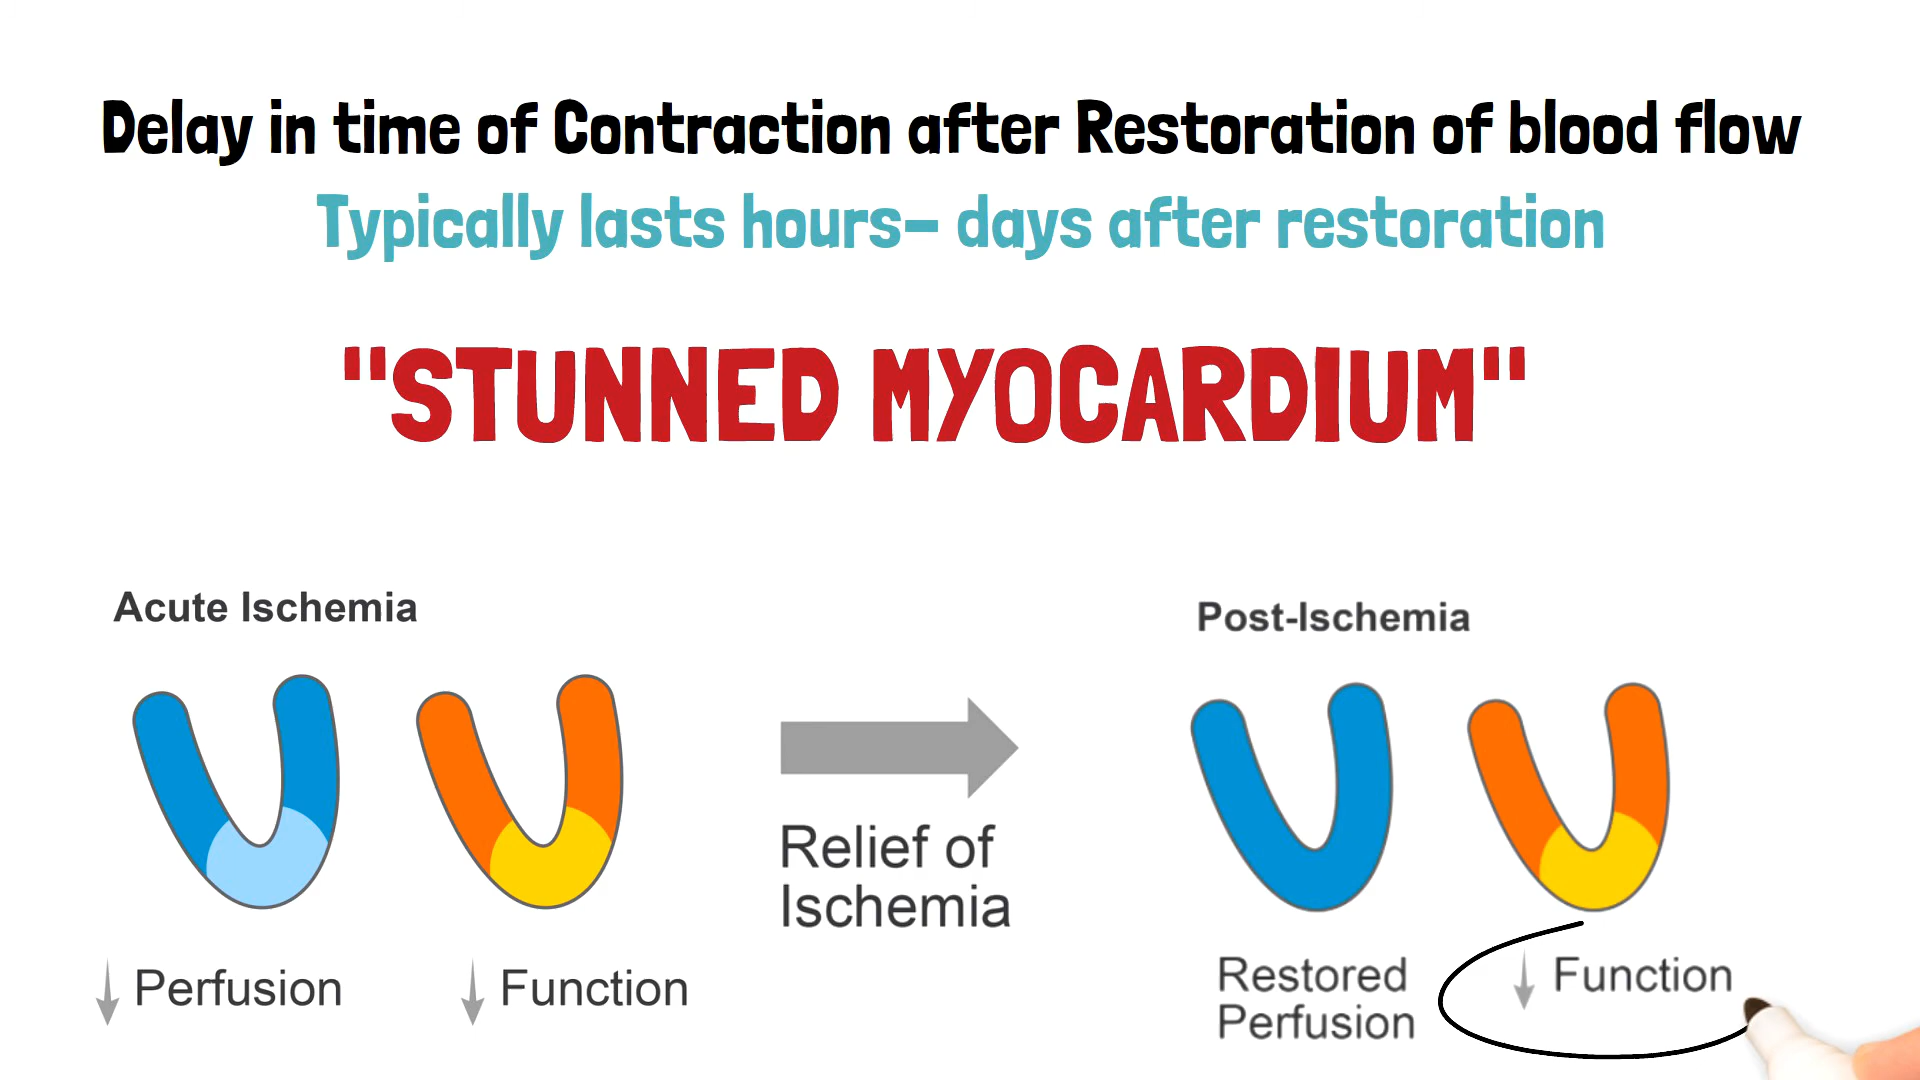 Delay in time of Contraction after Restoration of blood flow
Typically lasts hours- days after restoration
"STUNNED MYOCARDIUM"
Acute Ischemia
Post-Ischemia
Relief of
Ischemia
↓ Perfusion
↓ Function
Restored
Perfusion
↓ Function